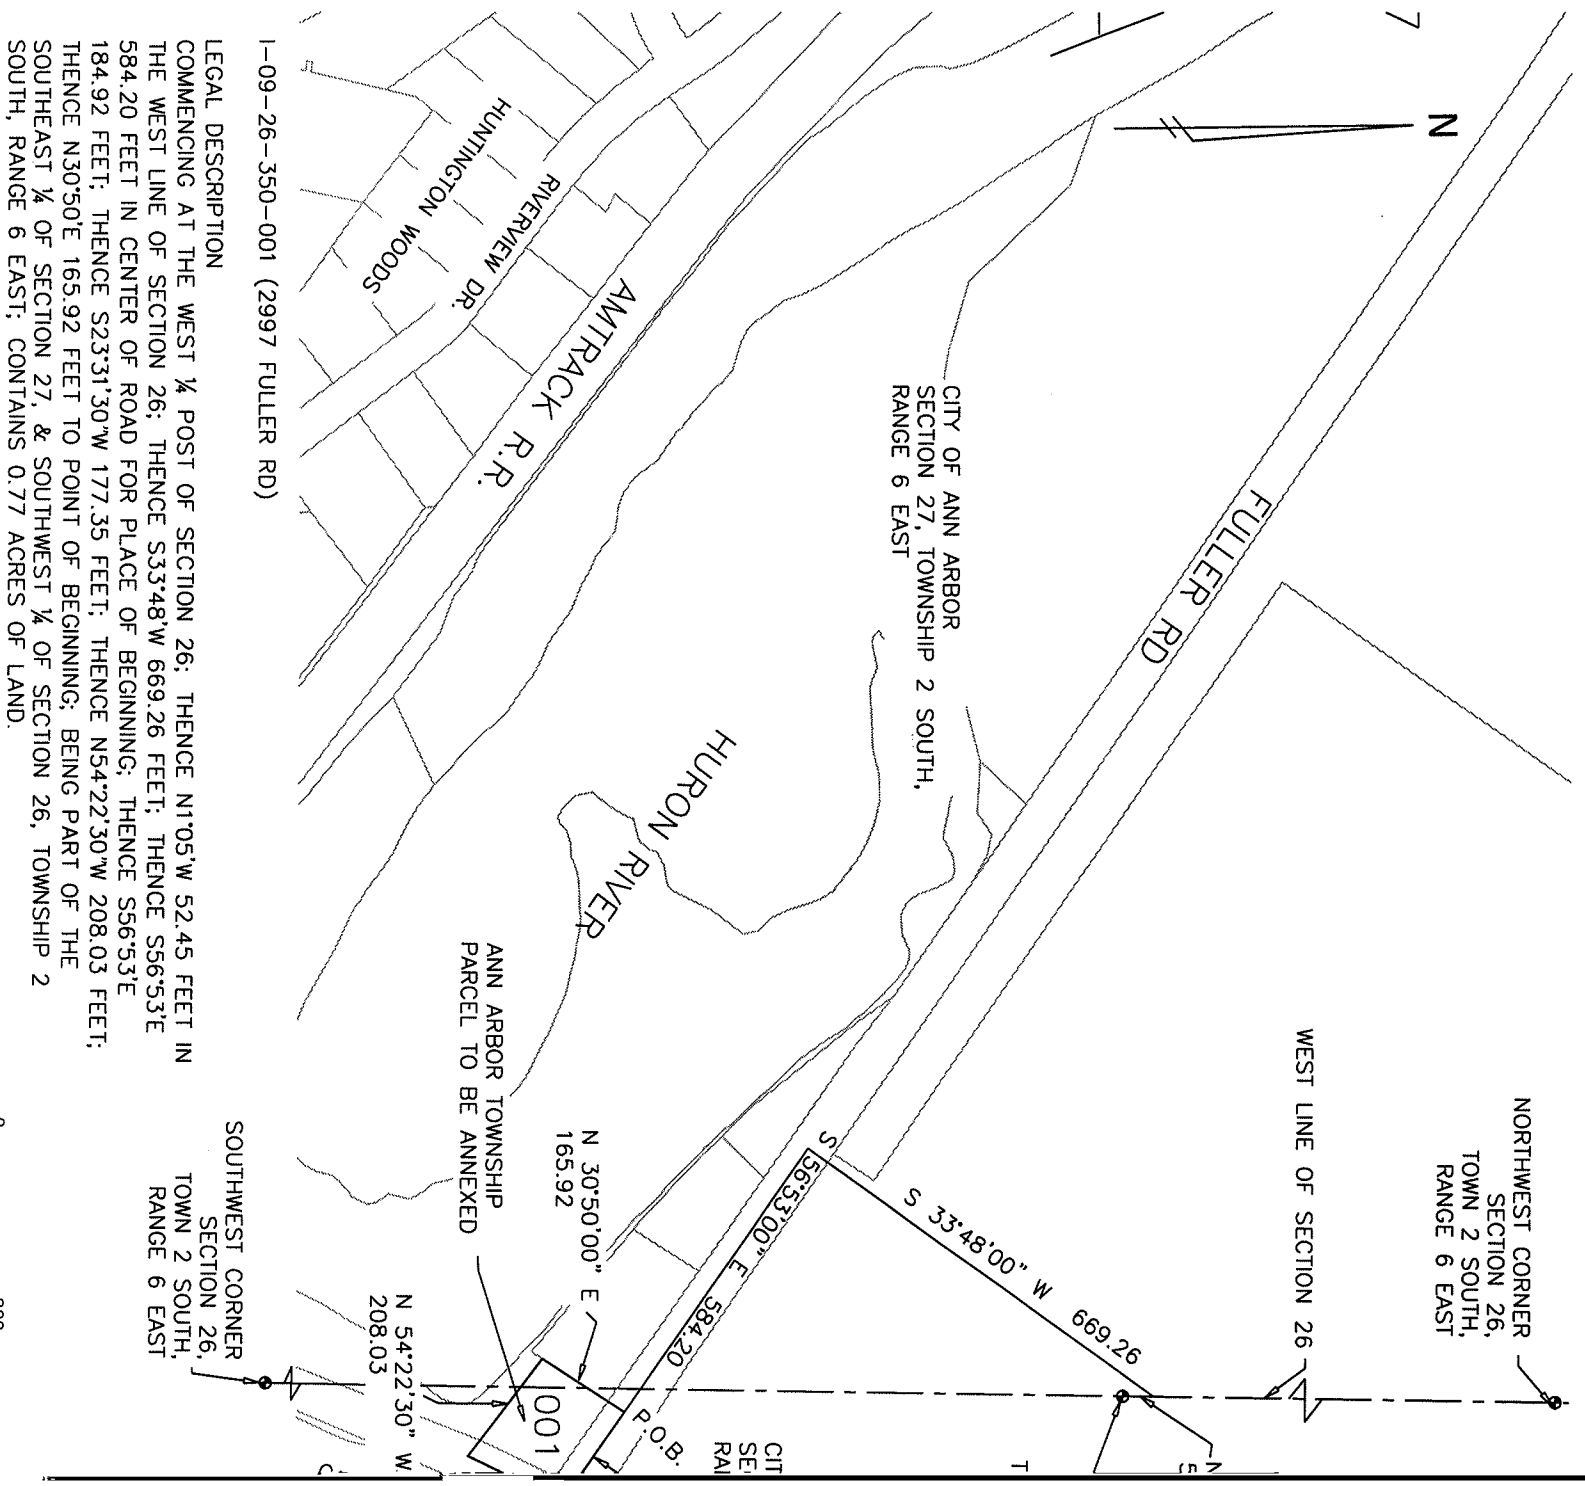 N
FULLER RD
CITY OF ANN ARBOR
SECTION 27, TOWNSHIP 2 SOUTH,
RANGE 6 EAST
HURON RIVER
AMTRACK R.R.
RIVERVIEW DR.
HUNTINGTON WOODS
NORTHWEST CORNER
SECTION 26,
TOWN 2 SOUTH,
RANGE 6 EAST
WEST LINE OF SECTION 26
S 33°48'00" W 669.26
S 56°53'00" E 584.20
P.O.B.
001
N 30°50'00" E
165.92
ANN ARBOR TOWNSHIP
PARCEL TO BE ANNEXED
N 54°22'30" W
208.03
SOUTHWEST CORNER
SECTION 26,
TOWN 2 SOUTH,
RANGE 6 EAST
CIT
SE
RAI
I-09-26-350-001 (2997 FULLER RD)
LEGAL DESCRIPTION
COMMENCING AT THE WEST ¼ POST OF SECTION 26; THENCE N1°05'W 52.45 FEET IN
THE WEST LINE OF SECTION 26; THENCE S33°48'W 669.26 FEET; THENCE S56°53'E
584.20 FEET IN CENTER OF ROAD FOR PLACE OF BEGINNING; THENCE S56°53'E
184.92 FEET; THENCE S23°31'30"W 177.35 FEET; THENCE N54°22'30"W 208.03 FEET;
THENCE N30°50'E 165.92 FEET TO POINT OF BEGINNING; BEING PART OF THE
SOUTHEAST ¼ OF SECTION 27, & SOUTHWEST ¼ OF SECTION 26, TOWNSHIP 2
SOUTH, RANGE 6 EAST; CONTAINS 0.77 ACRES OF LAND.